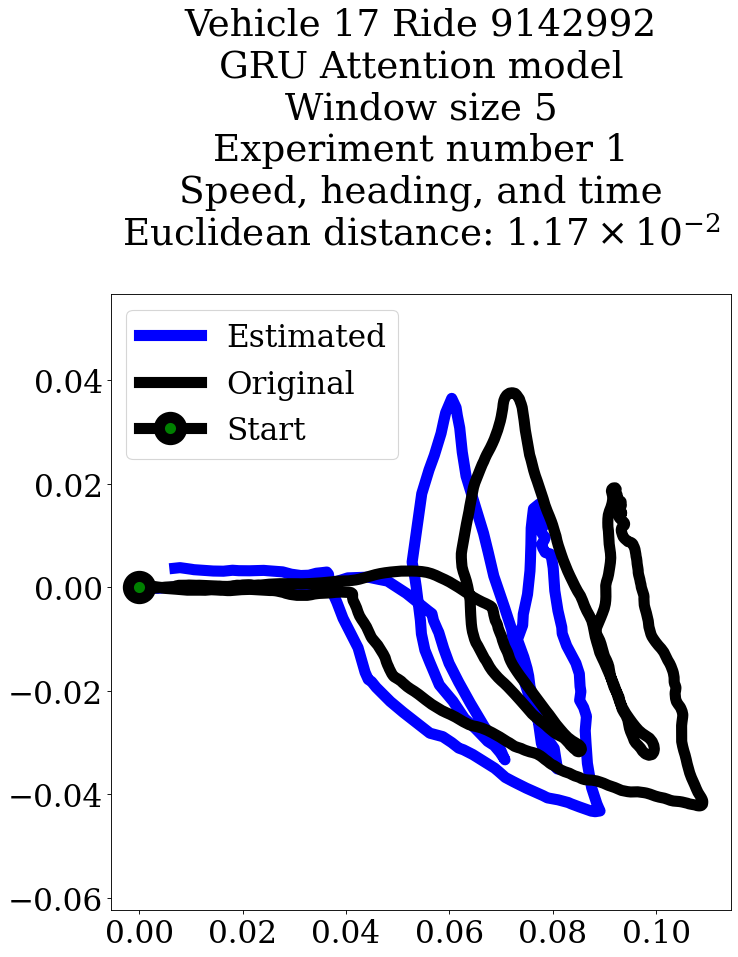 Vehicle 17 Ride 9142992
GRU Attention model
Window size 5
Experiment number 1
Speed, heading, and time
Euclidean distance: 1.17 × 10⁻²
Estimated
Original
Start
0.04
0.02
0.00
−0.02
−0.04
−0.06
0.00 0.02 0.04 0.06 0.08 0.10